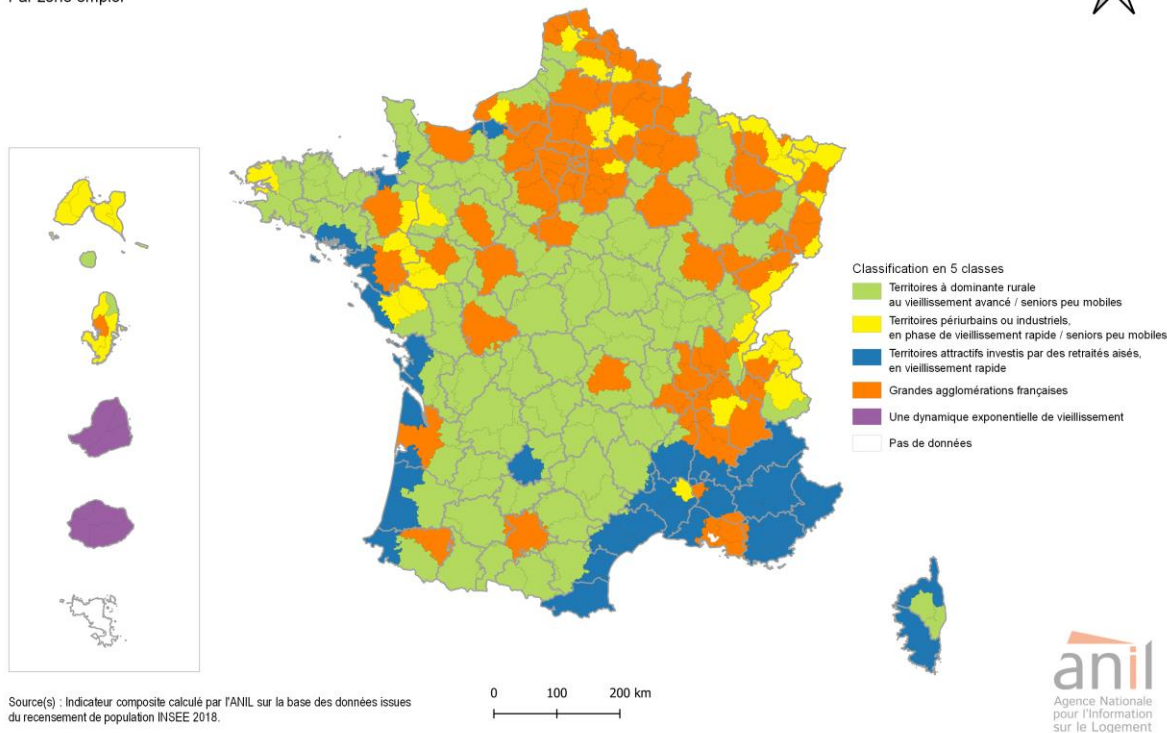 Par zone emploi
Classification en 5 classes
Territoires à dominante rurale
au vieillissement avancé / seniors peu mobiles
Territoires périurbains ou industriels,
en phase de vieillissement rapide / seniors peu mobiles
Territoires attractifs investis par des retraités aisés,
en vieillissement rapide
Grandes agglomérations françaises
Une dynamique exponentielle de vieillissement
Pas de données
Source(s) : Indicateur composite calculé par l'ANIL sur la base des données issues
du recensement de population INSEE 2018.
0 100 200 km
anil
Agence Nationale
pour l'Information
sur le Logement